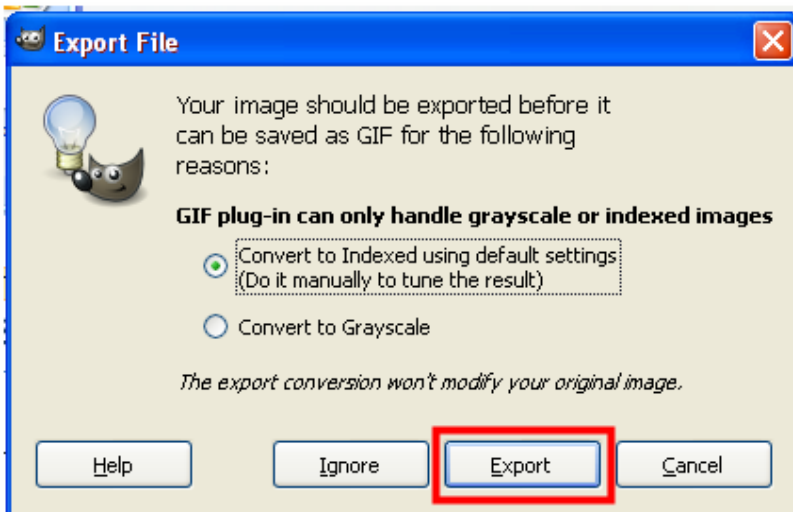 Export File
Your image should be exported before it
can be saved as GIF for the following
reasons:
GIF plug-in can only handle grayscale or indexed images
Convert to Indexed using default settings
(Do it manually to tune the result)
Convert to Grayscale
The export conversion won't modify your original image.
Help Ignore Export Cancel